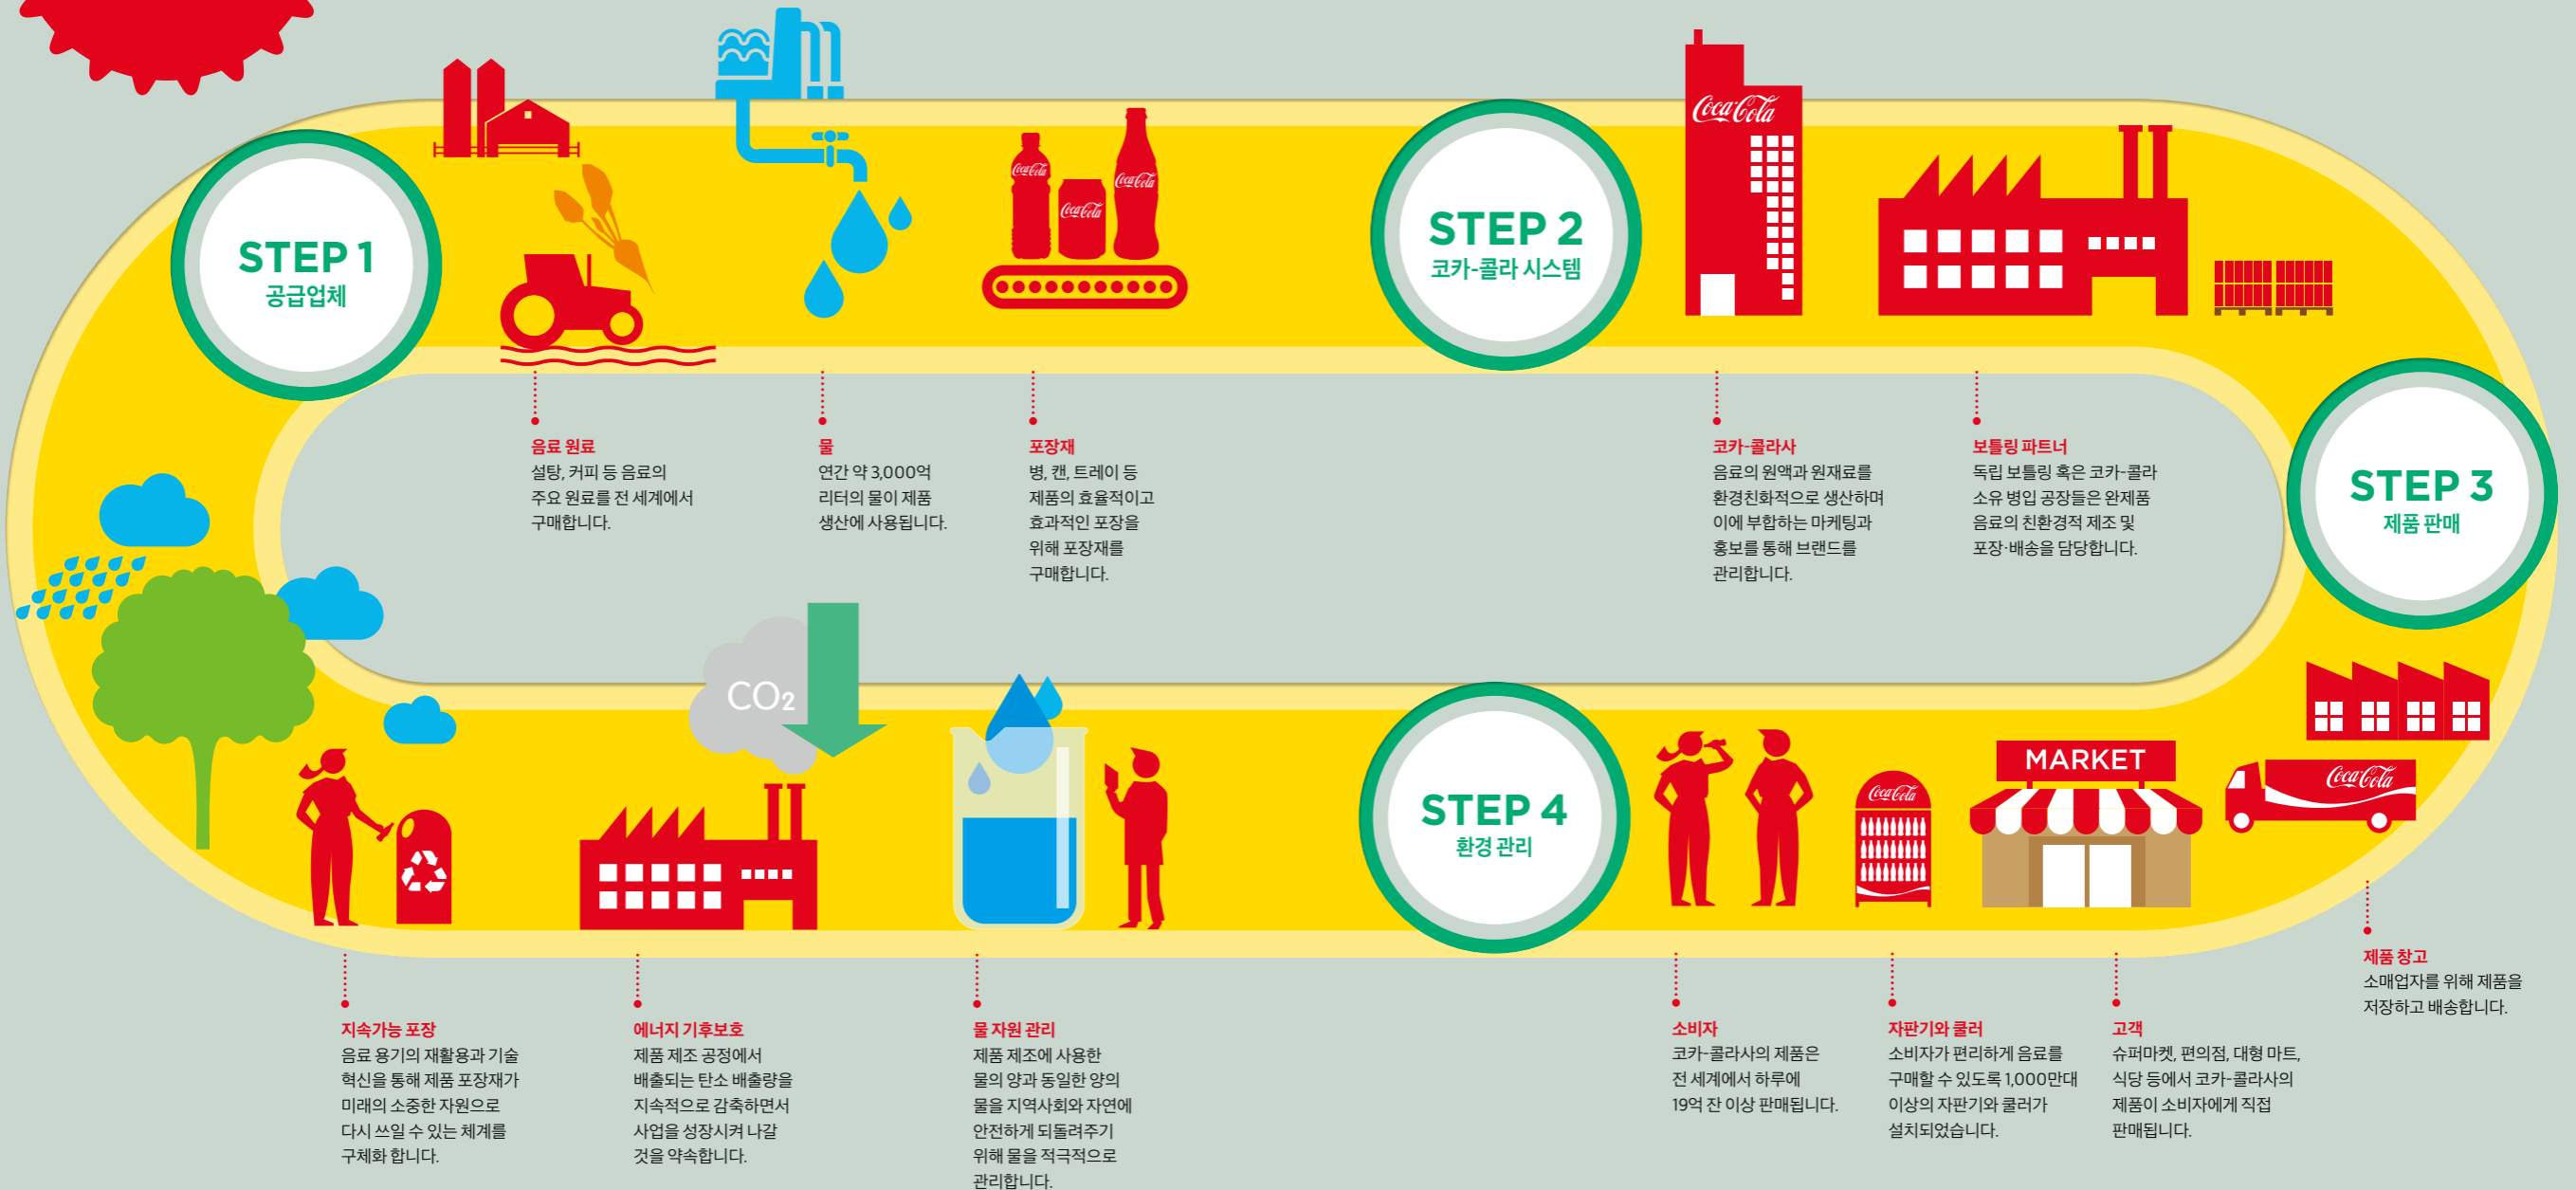 STEP 1
공급업체
Coca-Cola
Coca-Cola
Coca-Cola
음료 원료
설탕, 커피 등 음료의
주요 원료를 전 세계에서
구매합니다.
물
연간 약 3,000억
리터의 물이 제품
생산에 사용됩니다.
포장재
병, 캔, 트레이 등
제품의 효율적이고
효과적인 포장을
위해 포장재를
구매합니다.
STEP 2
코카-콜라 시스템
Coca-Cola
코카-콜라사
음료의 원액과 원재료를
환경친화적으로 생산하며
이에 부합하는 마케팅과
홍보를 통해 브랜드를
관리합니다.
보틀링 파트너
독립 보틀링 혹은 코카-콜라
소유 병입 공장들은 완제품
음료의 친환경적 제조 및
포장·배송을 담당합니다.
STEP 3
제품 판매
Coca-Cola
MARKET
Coca-Cola
제품 창고
소매업자를 위해 제품을
저장하고 배송합니다.
고객
슈퍼마켓, 편의점, 대형 마트,
식당 등에서 코카-콜라사의
제품이 소비자에게 직접
판매됩니다.
자판기와 쿨러
소비자가 편리하게 음료를
구매할 수 있도록 1,000만대
이상의 자판기와 쿨러가
설치되었습니다.
소비자
코카-콜라사의 제품은
전 세계에서 하루에
19억 잔 이상 판매됩니다.
STEP 4
환경 관리
CO₂
물 자원 관리
제품 제조에 사용한
물의 양과 동일한 양의
물을 지역사회와 자연에
안전하게 되돌려주기
위해 물을 적극적으로
관리합니다.
에너지 기후보호
제품 제조 공정에서
배출되는 탄소 배출량을
지속적으로 감축하면서
사업을 성장시켜 나갈
것을 약속합니다.
지속가능 포장
음료 용기의 재활용과 기술
혁신을 통해 제품 포장재가
미래의 소중한 자원으로
다시 쓰일 수 있는 체계를
구체화 합니다.